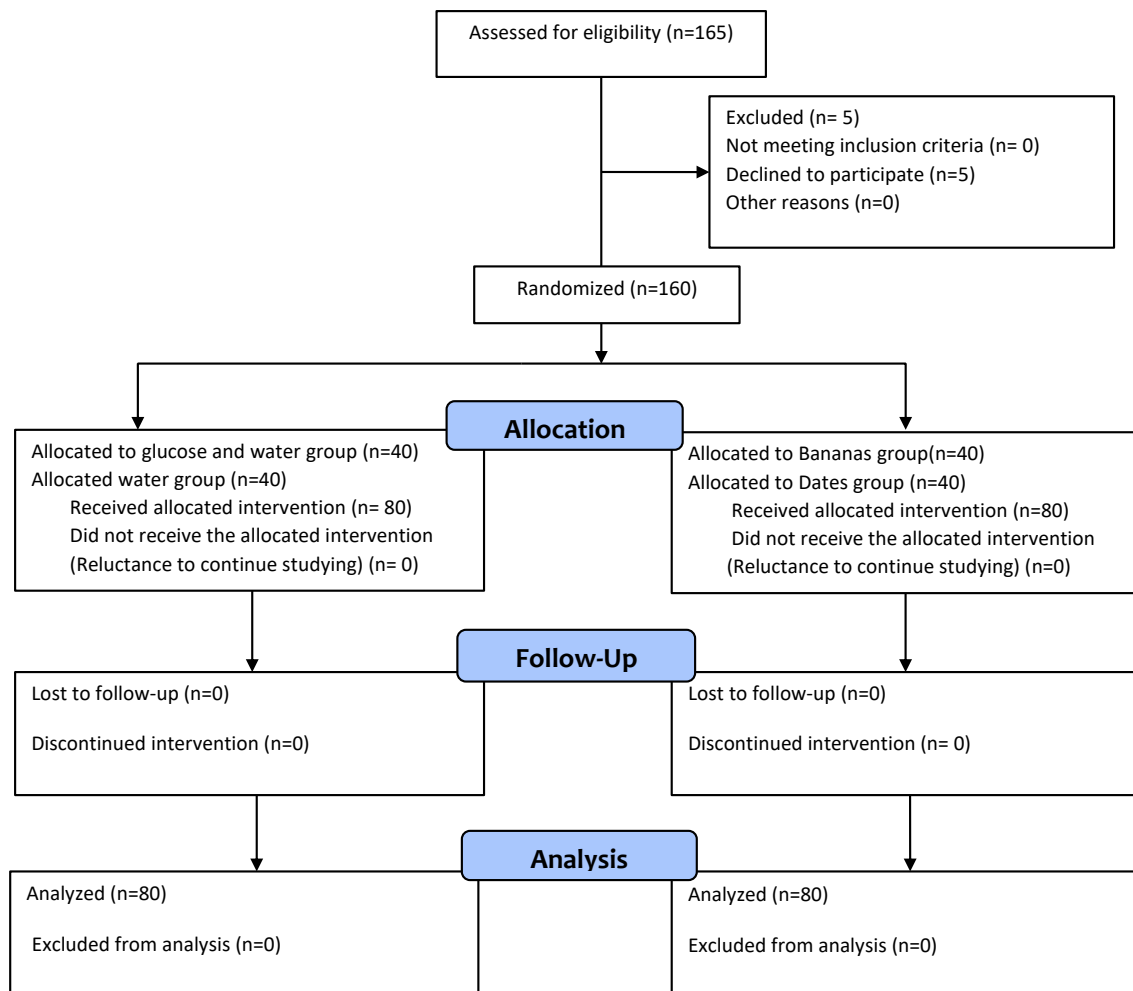 Assessed for eligibility (n=165)
Excluded (n= 5)
Not meeting inclusion criteria (n= 0)
Declined to participate (n=5)
Other reasons (n=0)
Randomized (n=160)
Allocation
Allocated to glucose and water group (n=40)
Allocated water group (n=40)
Received allocated intervention (n= 80)
Did not receive the allocated intervention
(Reluctance to continue studying) (n= 0)
Allocated to Bananas group(n=40)
Allocated to Dates group (n=40)
Received allocated intervention (n=80)
Did not receive the allocated intervention
(Reluctance to continue studying) (n=0)
Follow-Up
Lost to follow-up (n=0)
Discontinued intervention (n=0)
Lost to follow-up (n=0)
Discontinued intervention (n= 0)
Analysis
Analyzed (n=80)
Excluded from analysis (n=0)
Analyzed (n=80)
Excluded from analysis (n=0)